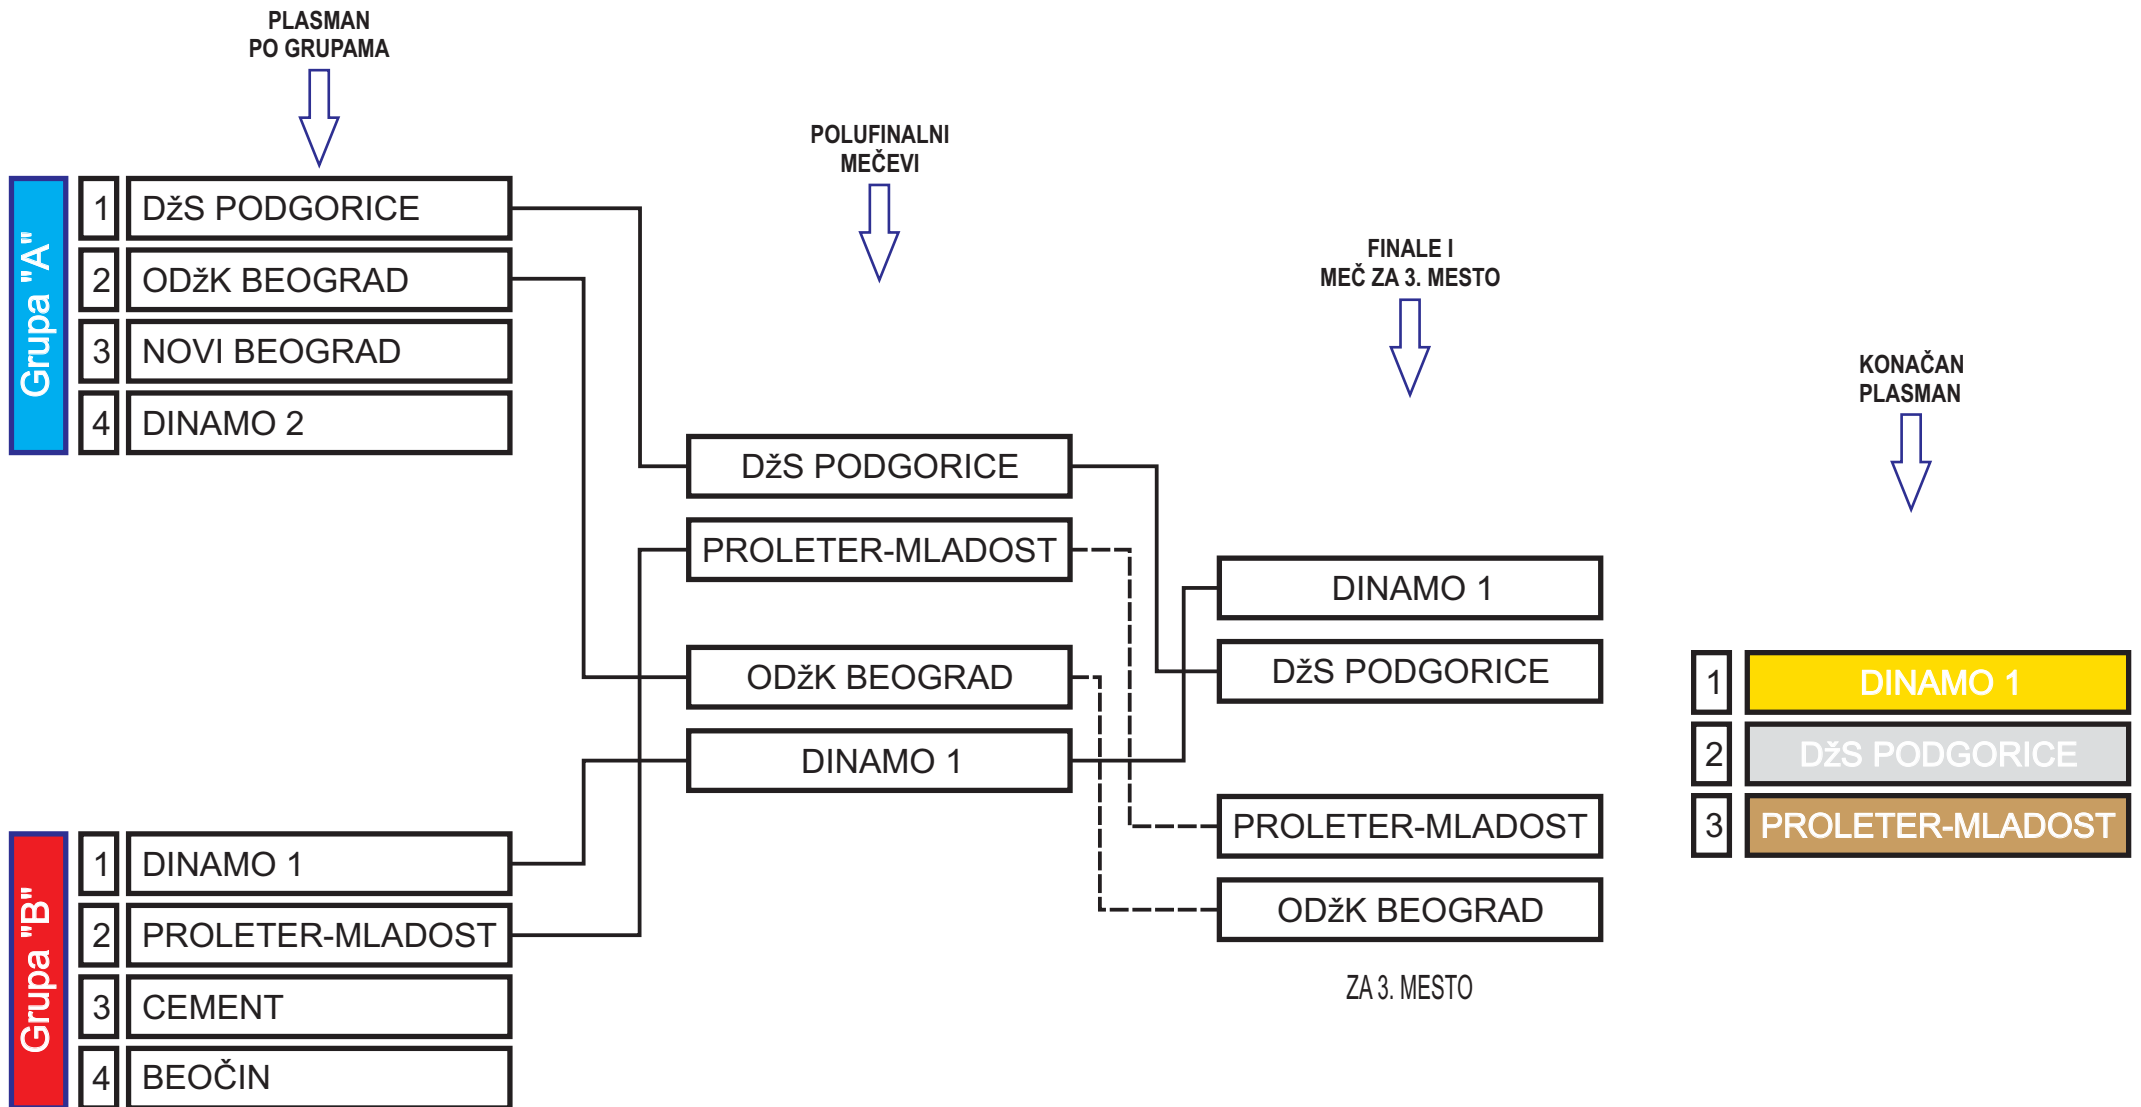 PLASMAN
PO GRUPAMA
Grupa "A"
1 DžS PODGORICE
2 ODžK BEOGRAD
3 NOVI BEOGRAD
4 DINAMO 2
Grupa "B"
1 DINAMO 1
2 PROLETER-MLADOST
3 CEMENT
4 BEOČIN
POLUFINALNI
MEČEVI
DžS PODGORICE
PROLETER-MLADOST
ODžK BEOGRAD
DINAMO 1
FINALE I
MEČ ZA 3. MESTO
DINAMO 1
DžS PODGORICE
PROLETER-MLADOST
ODžK BEOGRAD
ZA 3. MESTO
KONAČAN
PLASMAN
1 DINAMO 1
2 DžS PODGORICE
3 PROLETER-MLADOST